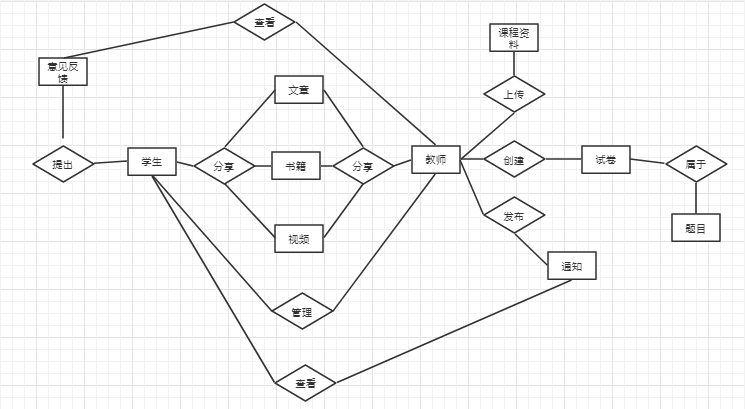 查看
课程资
料
意见反
馈
文章
上传
提出
学生
分享
书籍
分享
教师
创建
试卷
属于
发布
题目
视频
通知
管理
查看